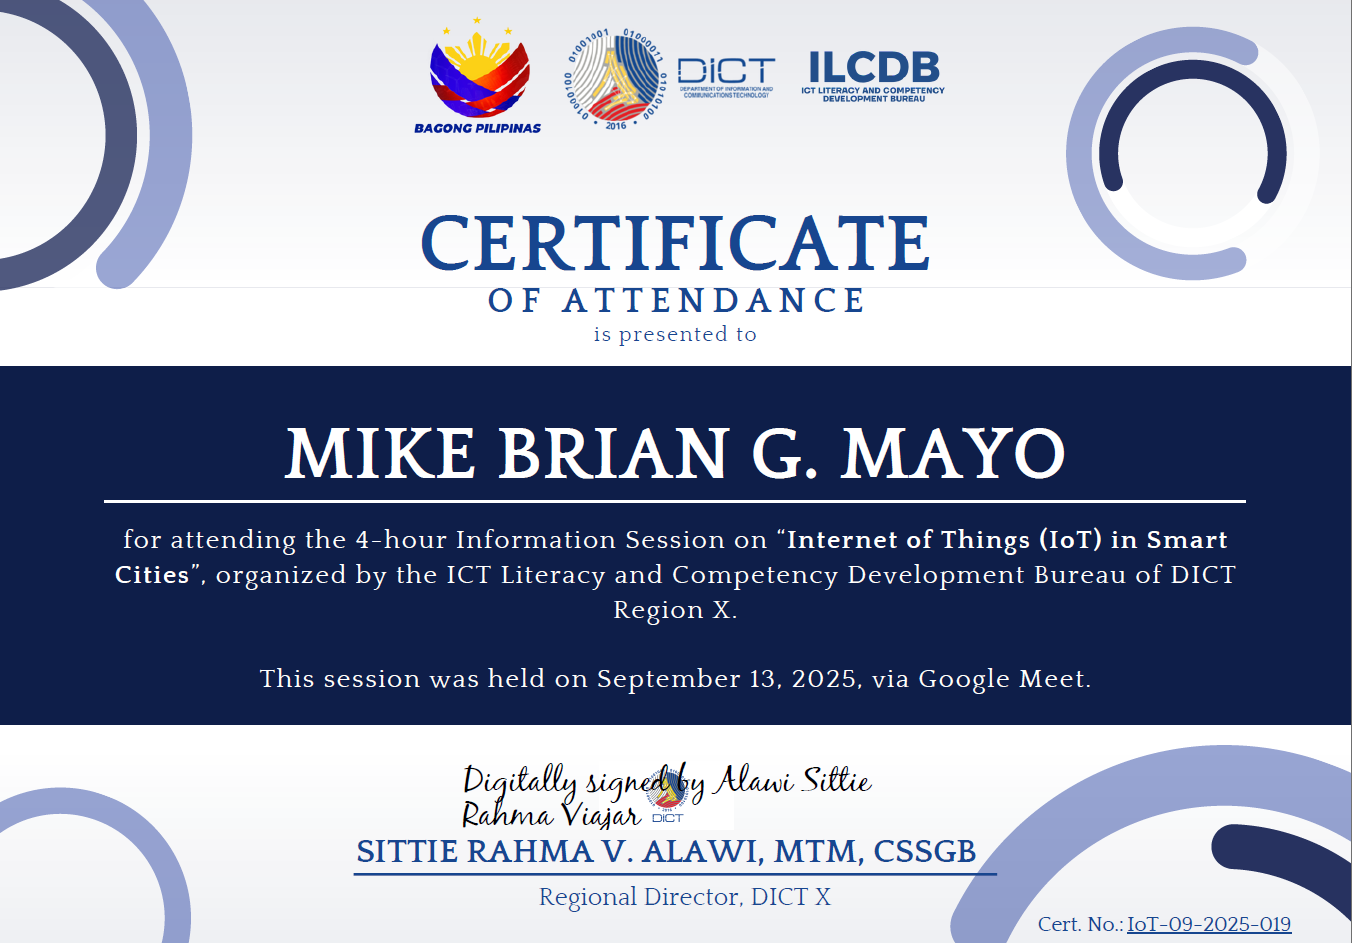 BAGONG PILIPINAS
01001001 01000011 01010100 01000100
2016
DICT
DEPARTMENT OF INFORMATION AND
COMMUNICATIONS TECHNOLOGY
ILCDB
ICT LITERACY AND COMPETENCY
DEVELOPMENT BUREAU
CERTIFICATE
OF ATTENDANCE
is presented to
MIKE BRIAN G. MAYO
for attending the 4-hour Information Session on “Internet of Things (IoT) in Smart
Cities”, organized by the ICT Literacy and Competency Development Bureau of DICT
Region X.
This session was held on September 13, 2025, via Google Meet.
Digitally signed by Alawi Sittie
Rahma Viajar
DICT
SITTIE RAHMA V. ALAWI, MTM, CSSGB
Regional Director, DICT X
Cert. No.: IoT-09-2025-019